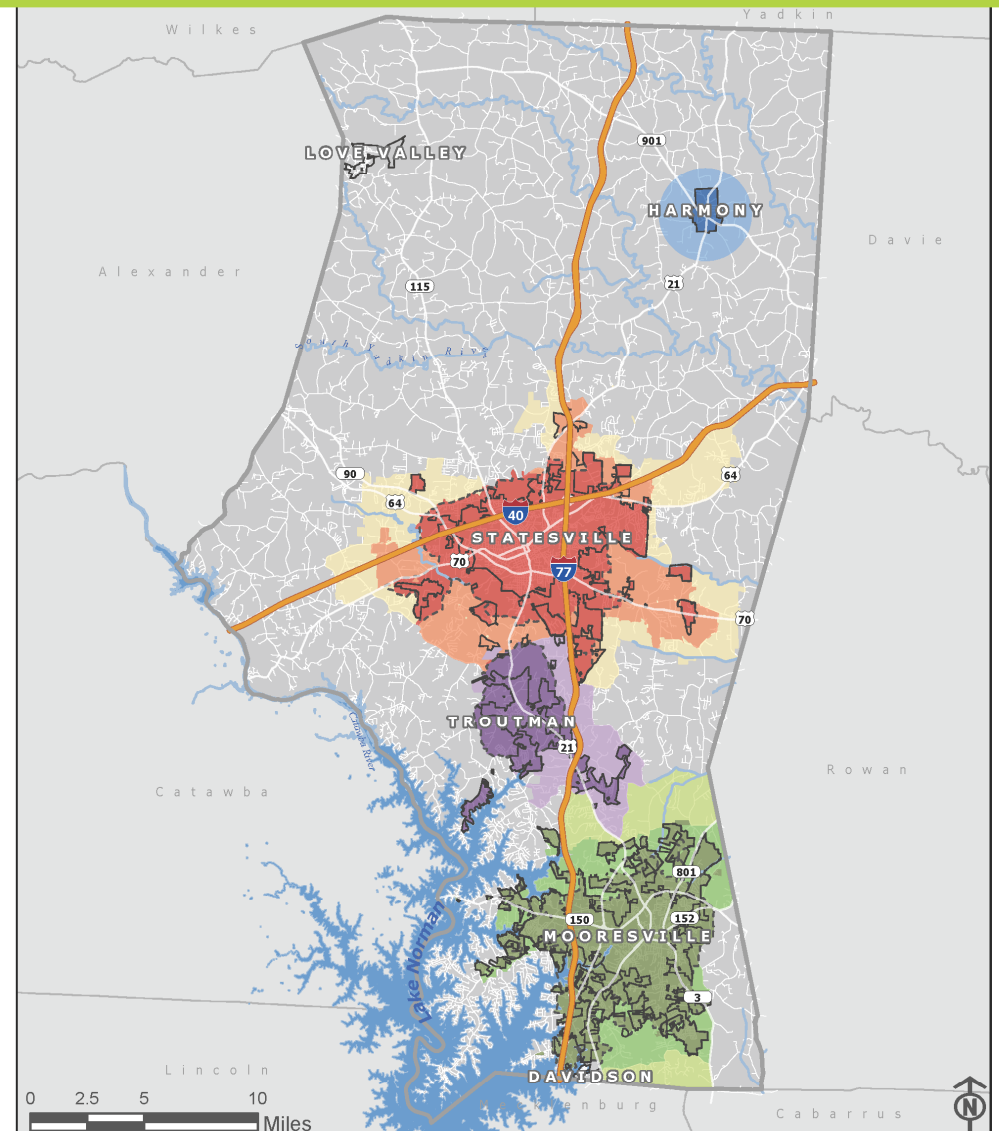 Yadkin
Wilkes
901
LOVE VALLEY
HARMONY
Davie
Alexander
21
115
South Yadkin River
90
64
64
40
STATESVILLE
70
77
70
Catawba River
TROUTMAN
21
Rowan
Catawba
801
150
152
MOORESVILLE
Lake Norman
3
Lincoln
DAVIDSON
0 2.5 5 10
Miles
Cabarrus
N